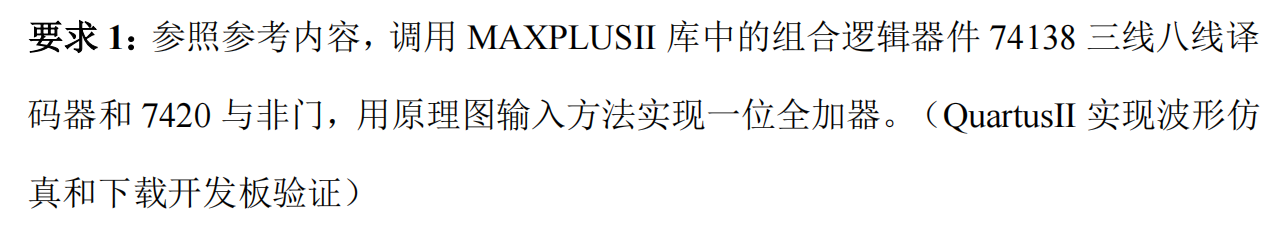 要求 1：参照参考内容，调用 MAXPLUSII 库中的组合逻辑器件 74138 三线八线译
码器和 7420 与非门，用原理图输入方法实现一位全加器。（QuartusII 实现波形仿
真和下载开发板验证）